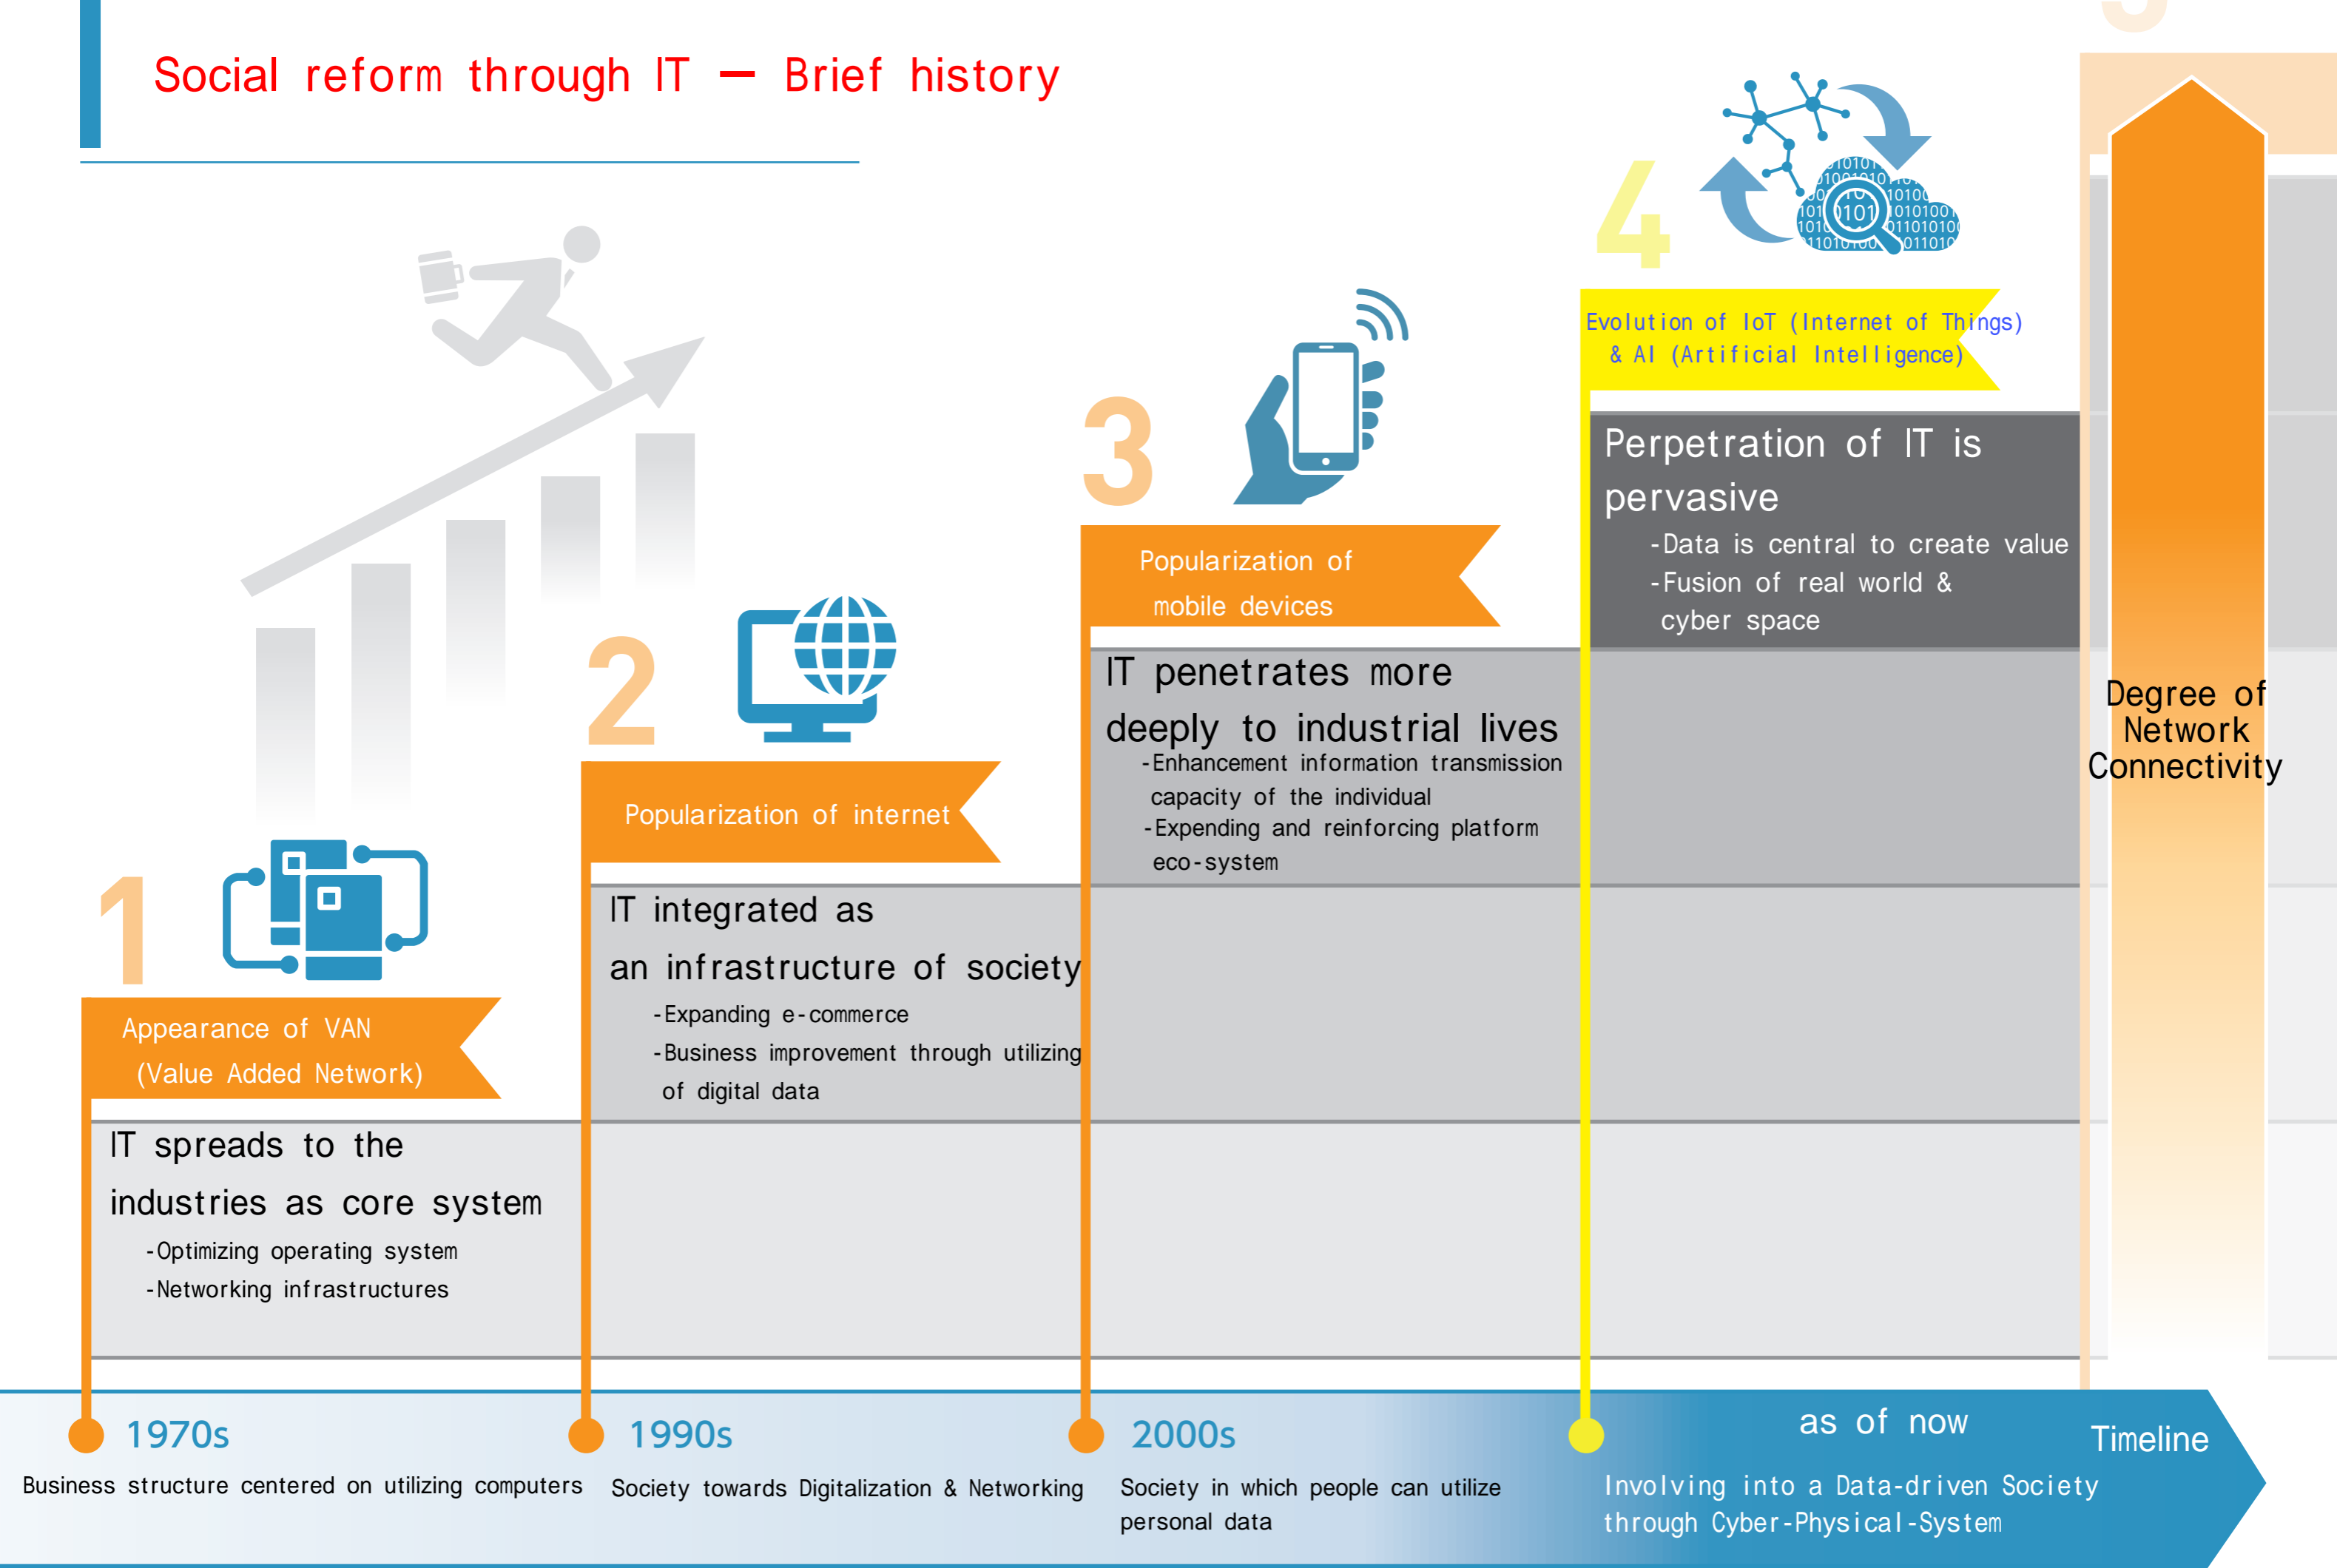 Social reform through IT — Brief history
4
Evolution of IoT (Internet of Things)
& AI (Artificial Intelligence)
Perpetration of IT is
pervasive
-Data is central to create value
-Fusion of real world &
cyber space
3
Popularization of
mobile devices
IT penetrates more
deeply to industrial lives
-Enhancement information transmission
capacity of the individual
-Expending and reinforcing platform
eco-system
2
Popularization of internet
IT integrated as
an infrastructure of society
-Expanding e-commerce
-Business improvement through utilizing
of digital data
1
Appearance of VAN
(Value Added Network)
IT spreads to the
industries as core system
-Optimizing operating system
-Networking infrastructures
Degree of
Network
Connectivity
1970s
Business structure centered on utilizing computers
1990s
Society towards Digitalization & Networking
2000s
Society in which people can utilize
personal data
as of now
Involving into a Data-driven Society
through Cyber-Physical-System
Timeline